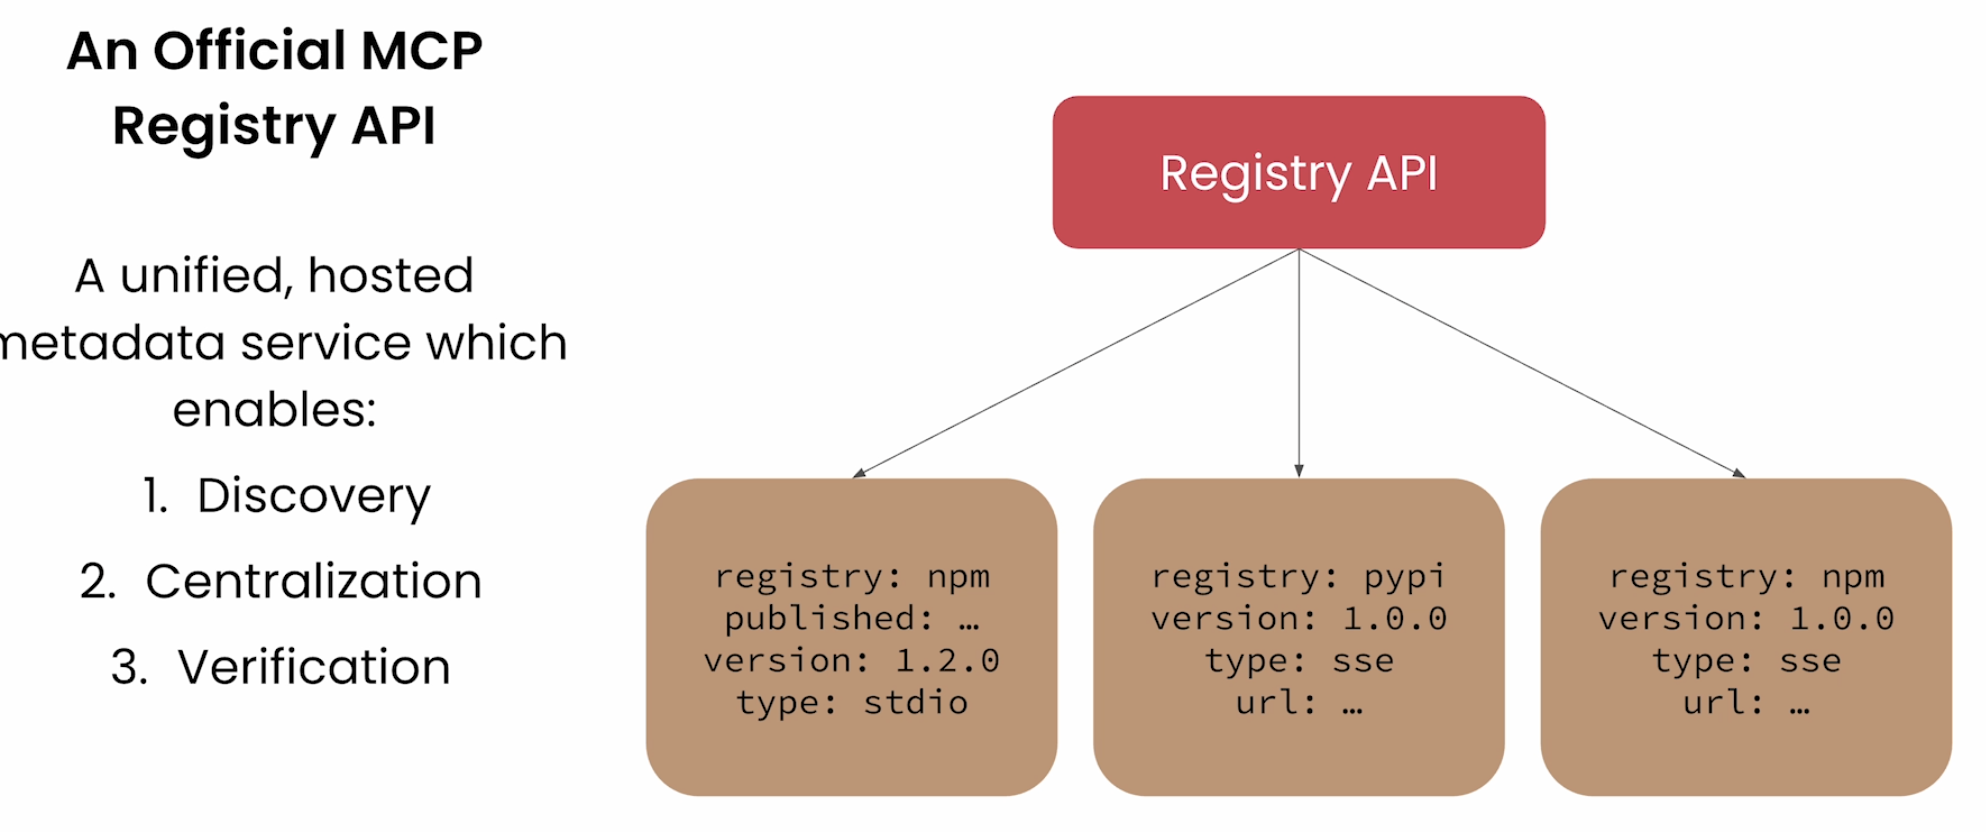 An Official MCP
Registry API
A unified, hosted
metadata service which
enables:
1. Discovery
2. Centralization
3. Verification
Registry API
registry: npm
published: …
version: 1.2.0
type: stdio
registry: pypi
version: 1.0.0
type: sse
url: …
registry: npm
version: 1.0.0
type: sse
url: …